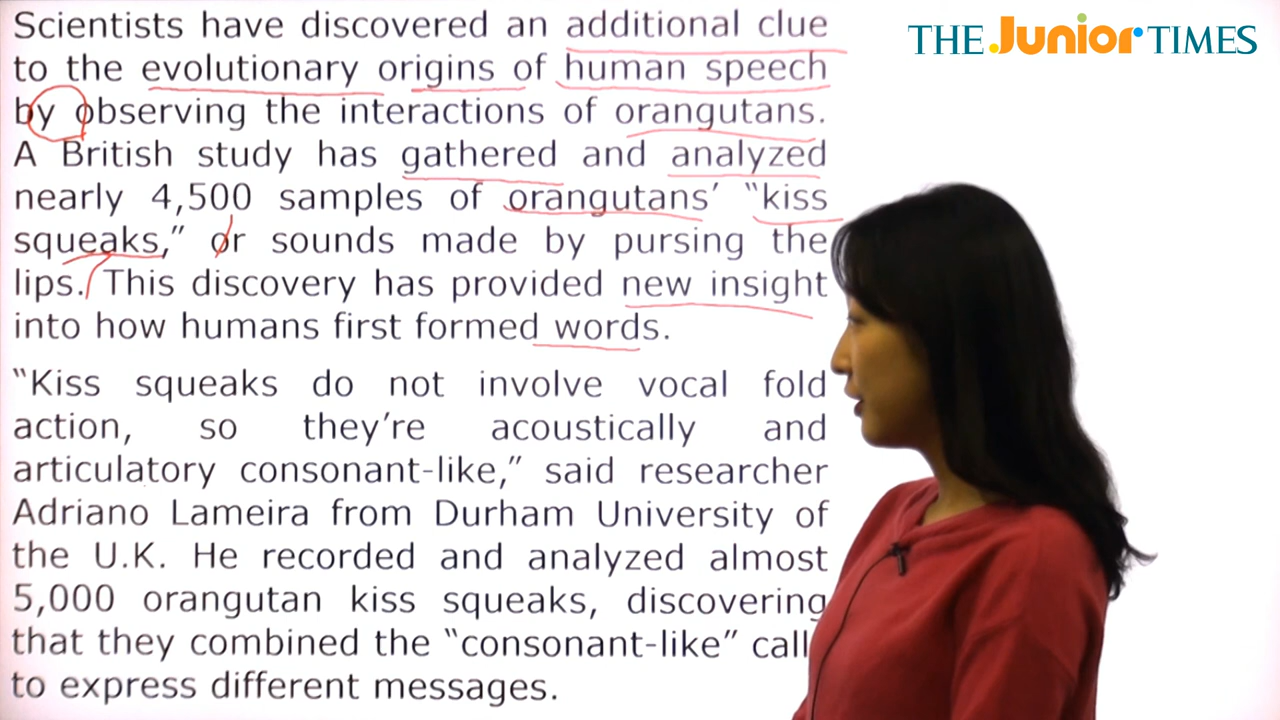 THE Junior TIMES
Scientists have discovered an additional clue
to the evolutionary origins of human speech
by observing the interactions of orangutans.
A British study has gathered and analyzed
nearly 4,500 samples of orangutans’ “kiss
squeaks,” or sounds made by pursing the
lips. This discovery has provided new insight
into how humans first formed words.
“Kiss squeaks do not involve vocal fold
action, so they’re acoustically and
articulatory consonant-like,” said researcher
Adriano Lameira from Durham University of
the U.K. He recorded and analyzed almost
5,000 orangutan kiss squeaks, discovering
that they combined the “consonant-like” call
to express different messages.